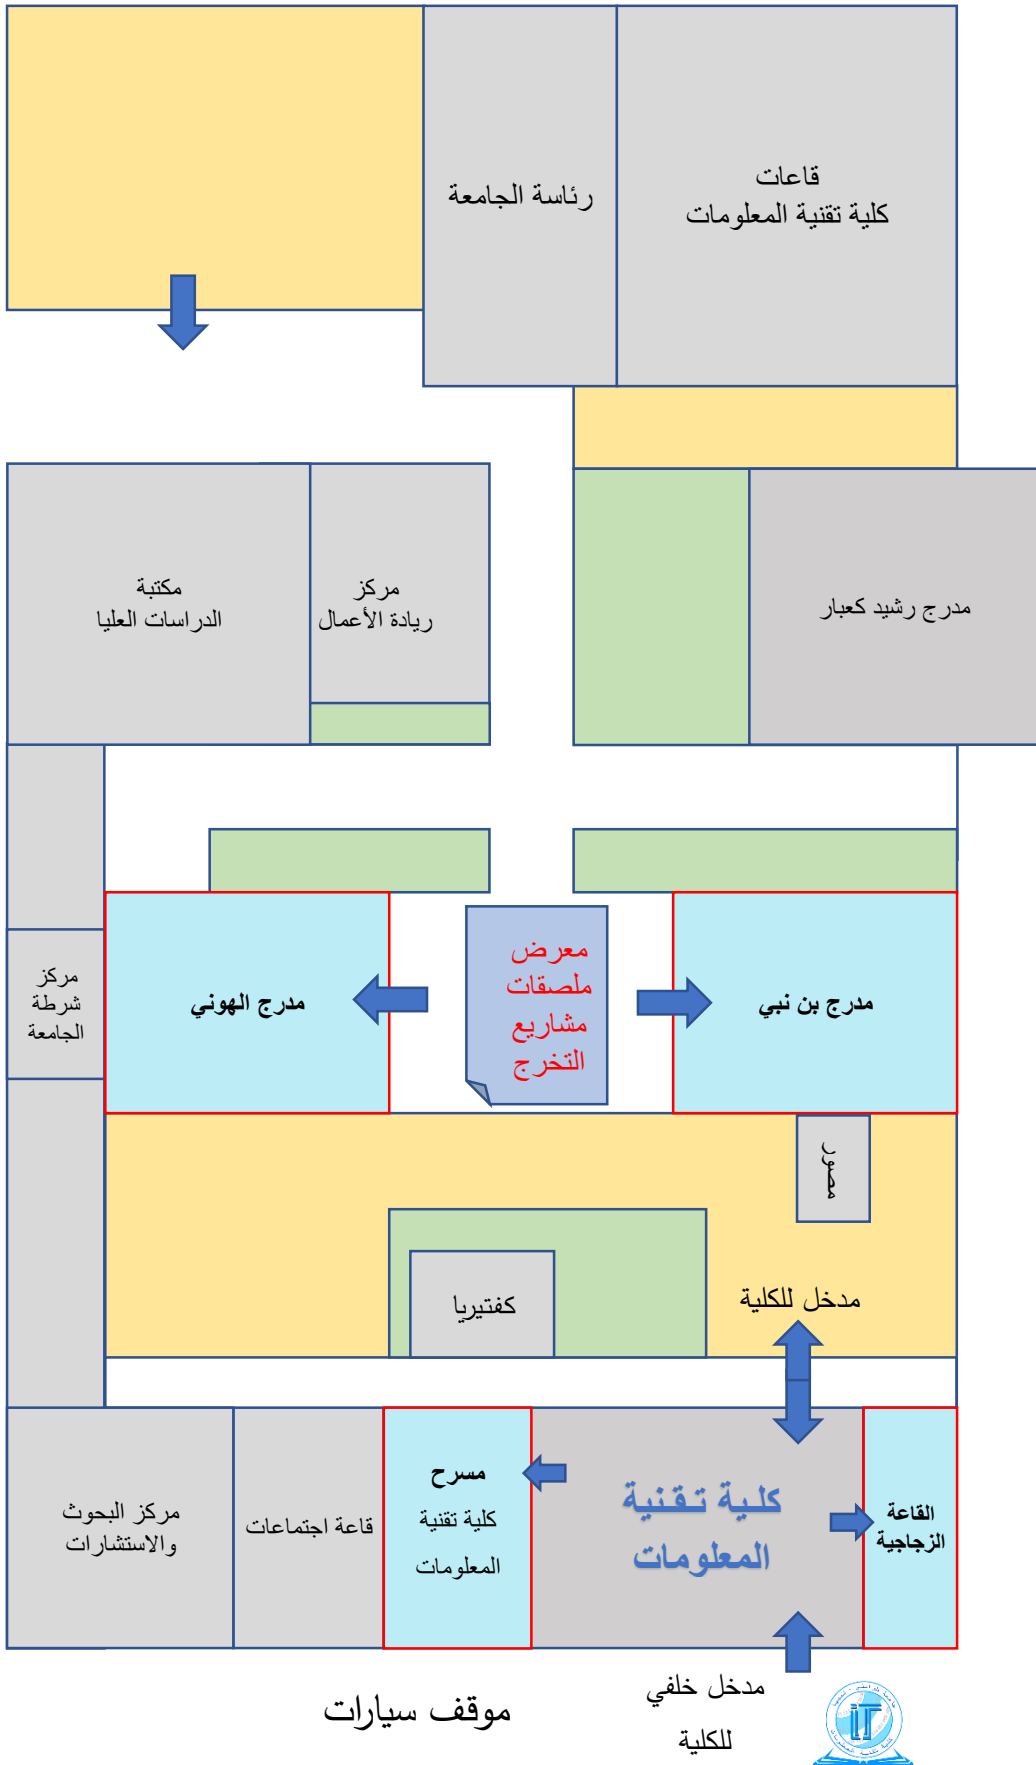 قاعات
كلية تقنية المعلومات
رئاسة الجامعة
مدرج رشيد كعبار
مركز
ريادة الأعمال
مكتبة
الدراسات العليا
مدرج بن نبي
معرض
ملصقات
مشاريع
التخرج
مدرج الهوني
مركز
شرطة
الجامعة
مصور
كفتيريا
مدخل للكلية
القاعة
الزجاجية
كلية تقنية
المعلومات
مسرح
كلية تقنية
المعلومات
قاعة اجتماعات
مركز البحوث
والاستشارات
مدخل خلفي
للكلية
موقف سيارات
iT